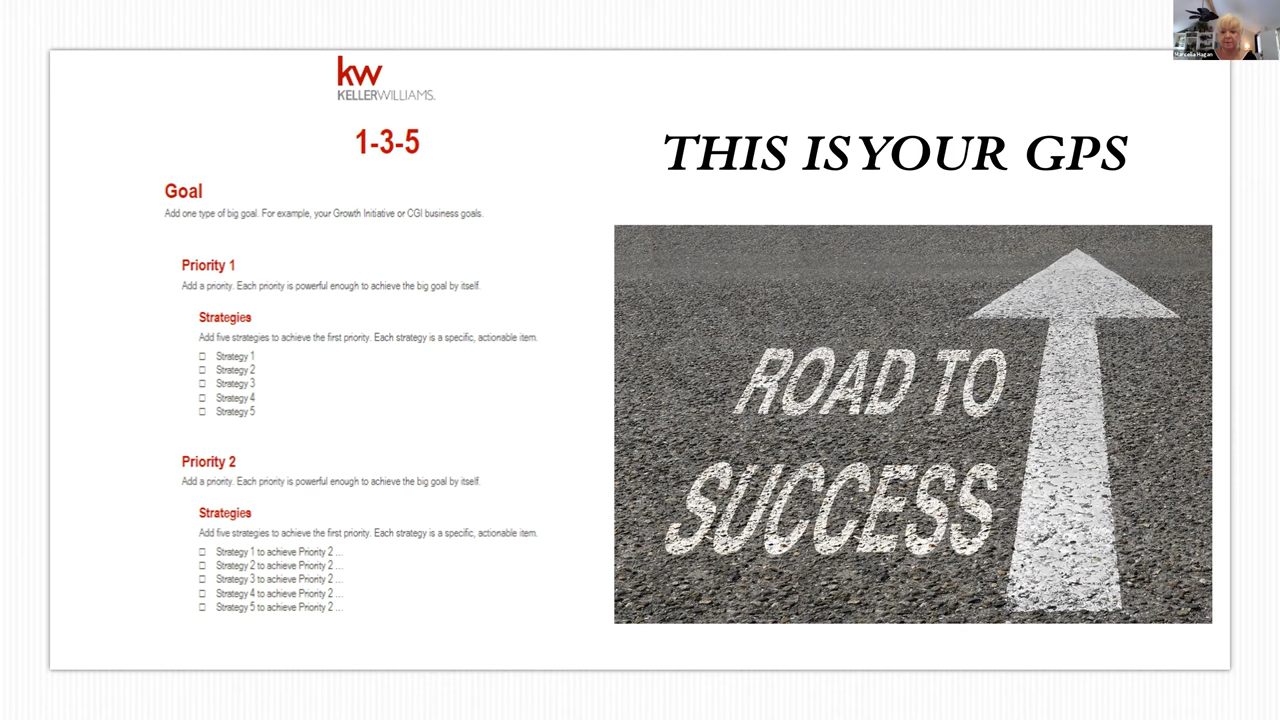 kw
KELLERWILLIAMS.
1-3-5
Goal
Add one type of big goal. For example, your Growth Initiative or CGI business goals.
Priority 1
Add a priority. Each priority is powerful enough to achieve the big goal by itself.
Strategies
Add five strategies to achieve the first priority. Each strategy is a specific, actionable item.
Strategy 1
Strategy 2
Strategy 3
Strategy 4
Strategy 5
Priority 2
Add a priority. Each priority is powerful enough to achieve the big goal by itself.
Strategies
Add five strategies to achieve the first priority. Each strategy is a specific, actionable item.
Strategy 1 to achieve Priority 2 ...
Strategy 2 to achieve Priority 2 ...
Strategy 3 to achieve Priority 2 ...
Strategy 4 to achieve Priority 2 ...
Strategy 5 to achieve Priority 2 ...
THIS IS YOUR GPS
ROAD TO
SUCCESS
Marcella Hagan